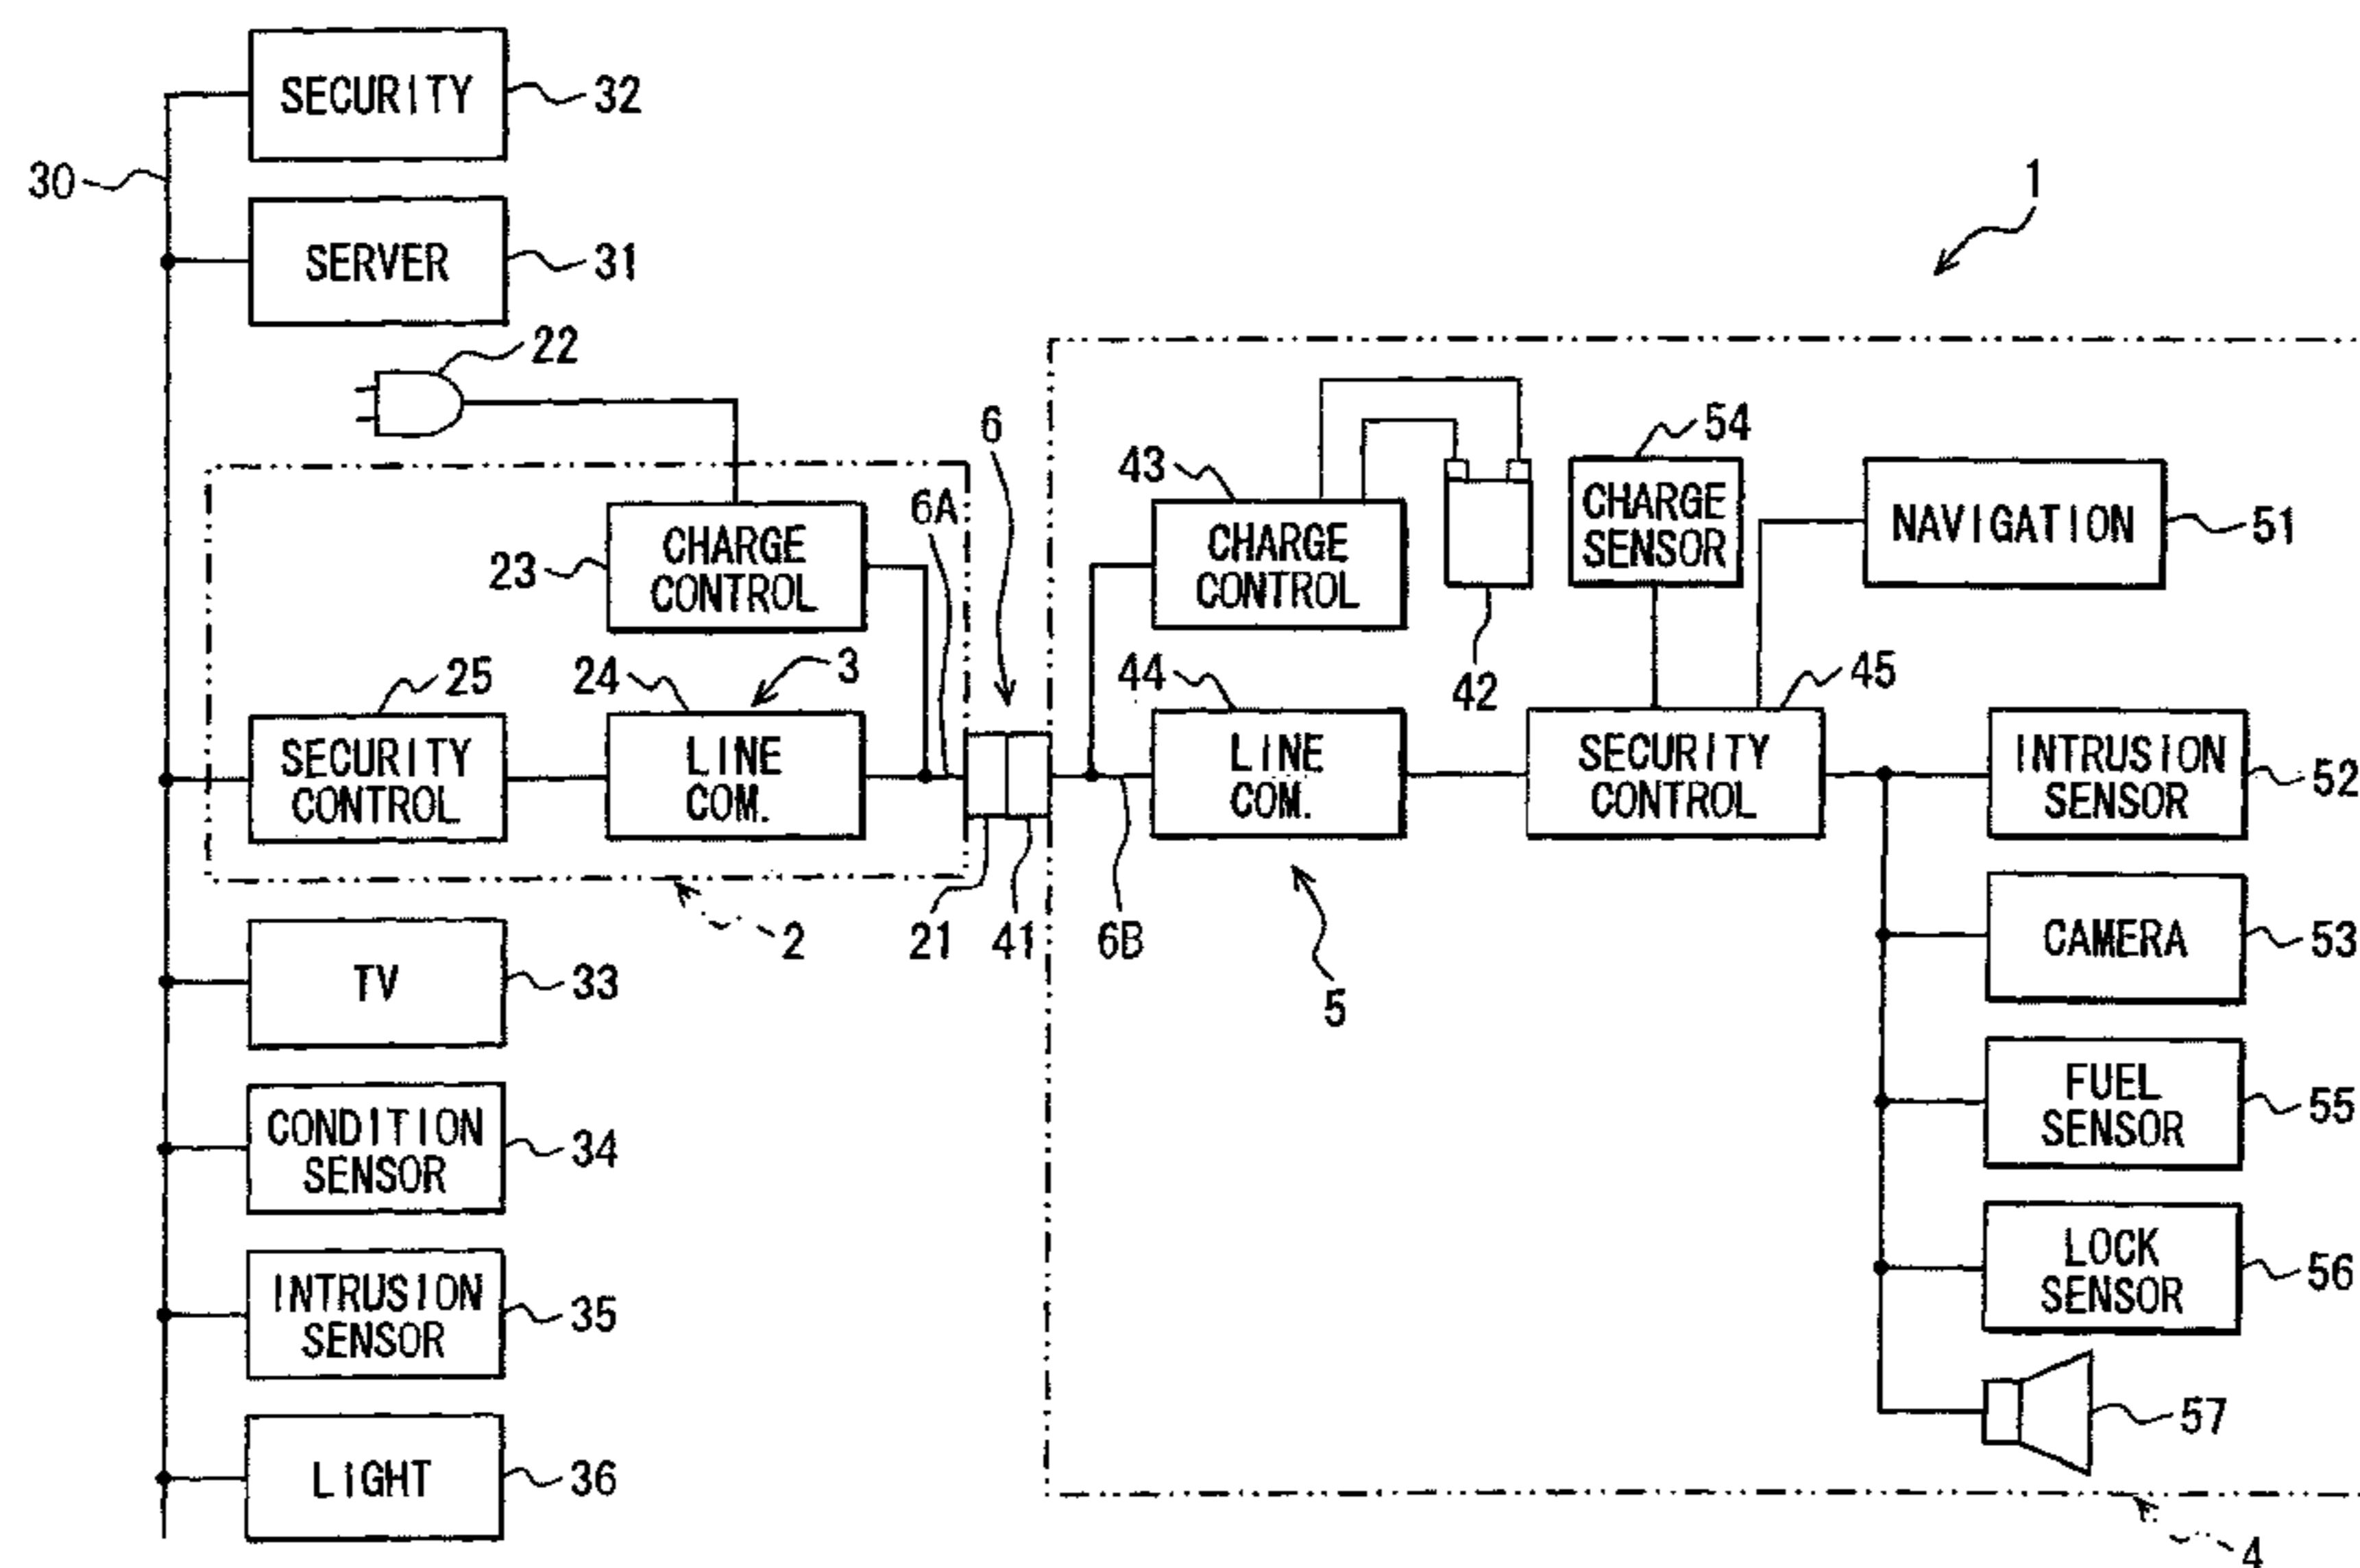 SECURITY
32
30
SERVER
31
1
22
6
54
43
6A
CHARGE
CONTROL
23
CHARGE
CONTROL
CHARGE
SENSOR
NAVIGATION
51
42
25
24
3
44
45
SECURITY
CONTROL
LINE
COM.
LINE
COM.
SECURITY
CONTROL
INTRUSION
SENSOR
52
2
21
41
6B
5
CAMERA
53
TV
33
FUEL
SENSOR
55
CONDITION
SENSOR
34
LOCK
SENSOR
56
INTRUSION
SENSOR
35
57
LIGHT
36
4